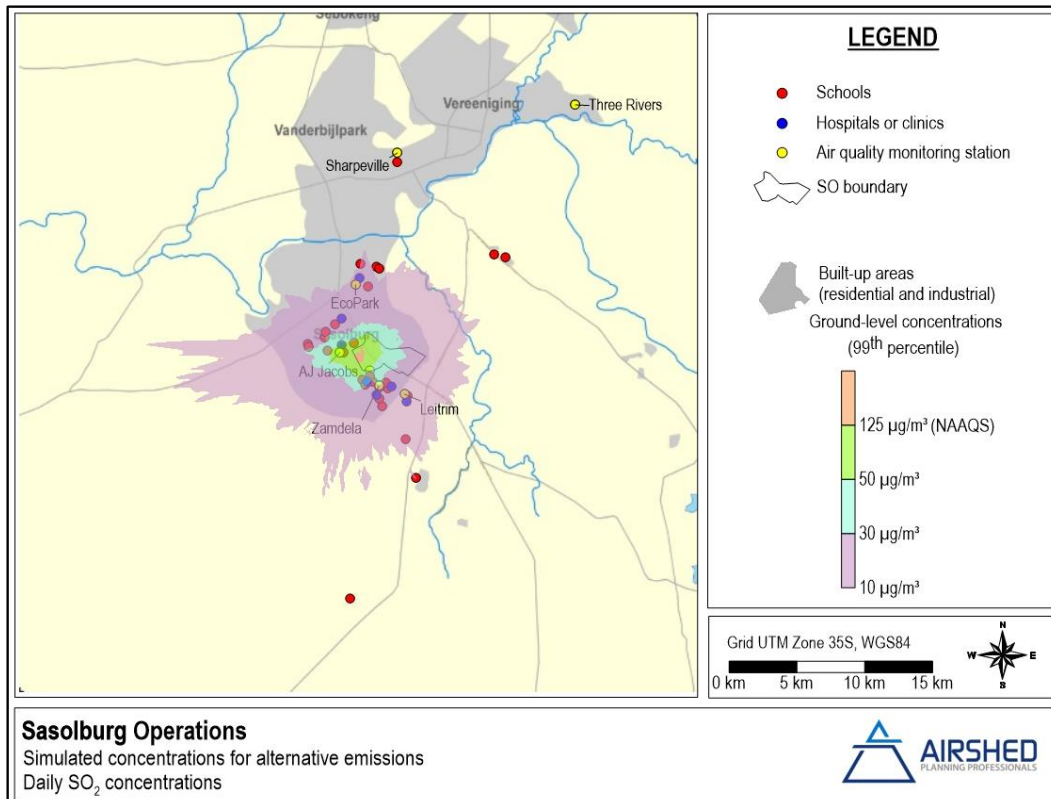 Sebokeng
Three Rivers
Vereeniging
Vanderbijlpark
Sharpeville
EcoPark
Sasolburg
AJ Jacobs
Leitrim
Zamdela
LEGEND
Schools
Hospitals or clinics
Air quality monitoring station
SO boundary
Built-up areas
(residential and industrial)
Ground-level concentrations
(99th percentile)
125 µg/m³ (NAAQS)
50 µg/m³
30 µg/m³
10 µg/m³
Grid UTM Zone 35S, WGS84
N
W E
S
0 km 5 km 10 km 15 km
Sasolburg Operations
Simulated concentrations for alternative emissions
Daily SO₂ concentrations
AIRSHED
PLANNING PROFESSIONALS